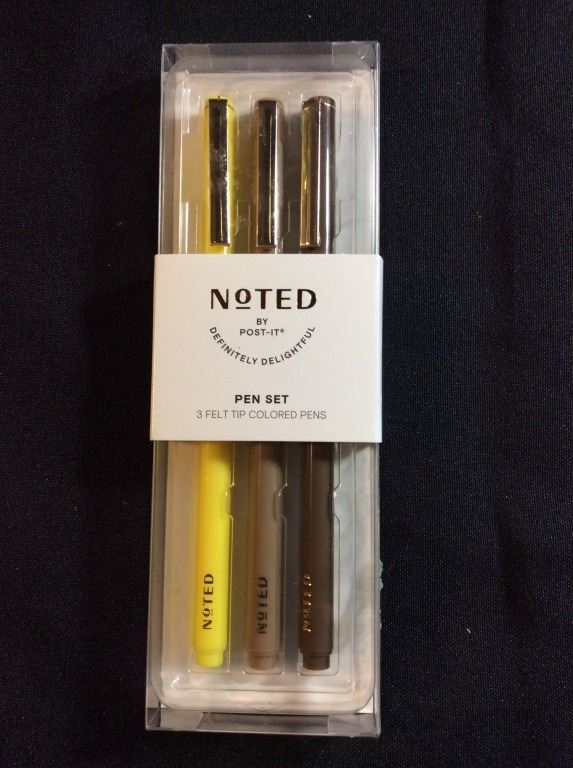 NOTED
BY
POST-IT®
DEFINITELY DELIGHTFUL
PEN SET
3 FELT TIP COLORED PENS
NOTED
NOTED
NOTED